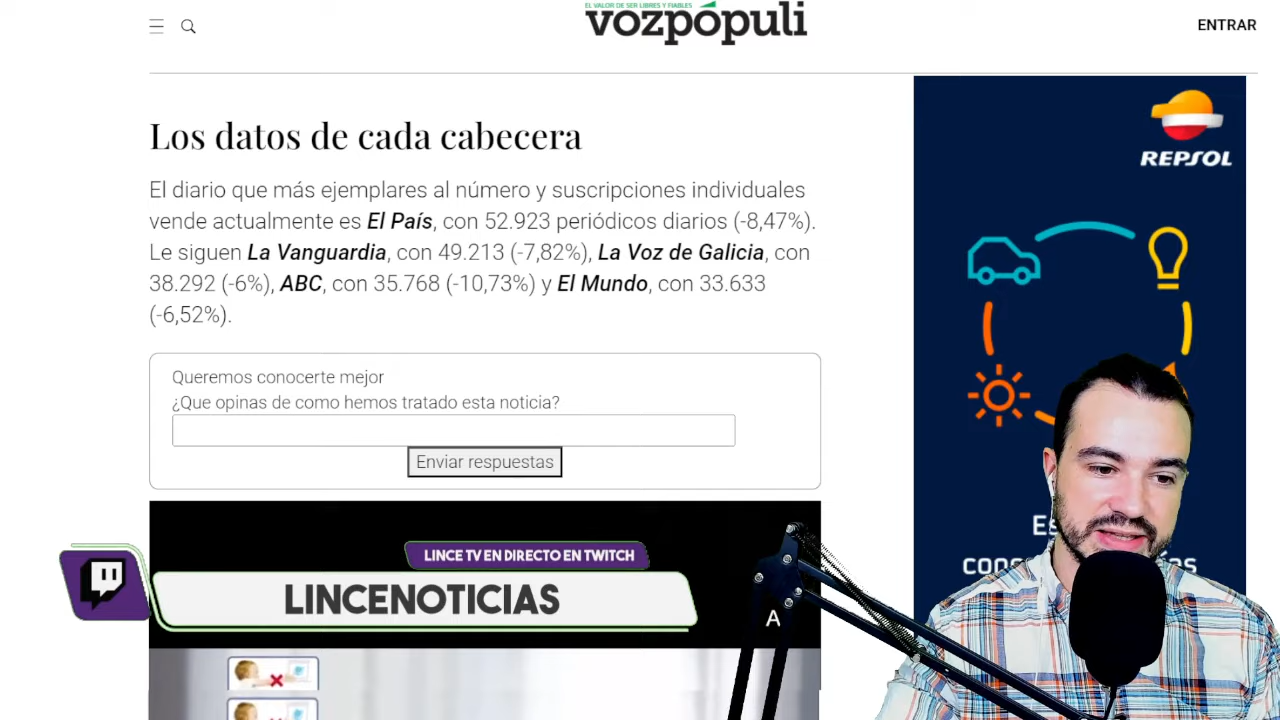 EL VALOR DE SER LIBRES Y FIABLES
vozpópuli
ENTRAR
Los datos de cada cabecera
El diario que más ejemplares al número y suscripciones individuales
vende actualmente es El País, con 52.923 periódicos diarios (-8,47%).
Le siguen La Vanguardia, con 49.213 (-7,82%), La Voz de Galicia, con
38.292 (-6%), ABC, con 35.768 (-10,73%) y El Mundo, con 33.633
(-6,52%).
Queremos conocerte mejor
¿Que opinas de como hemos tratado esta noticia?
Enviar respuestas
REPSOL
LINCE TV EN DIRECTO EN TWITCH
LINCENOTICIAS
A